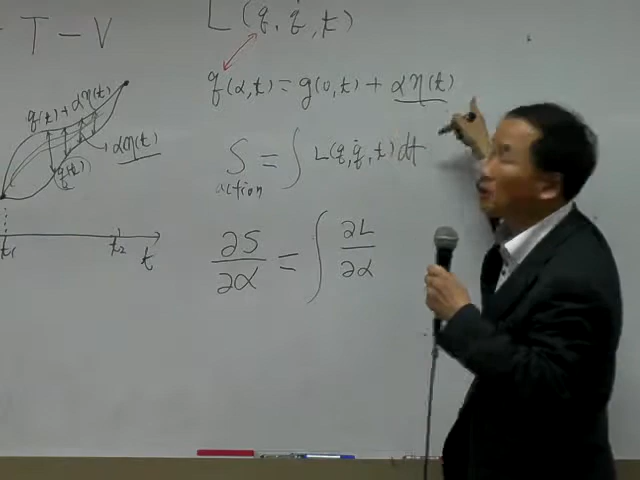 - T - V
L(q, q̇, t)
q(α,t) = q(0,t) + αη(t)
q(t) + αη(t)
αη(t)
q(t)
S = ∫ L(q, q̇, t) dt
action
∂S/∂α = ∫ ∂L/∂α
t₁ t₂ t